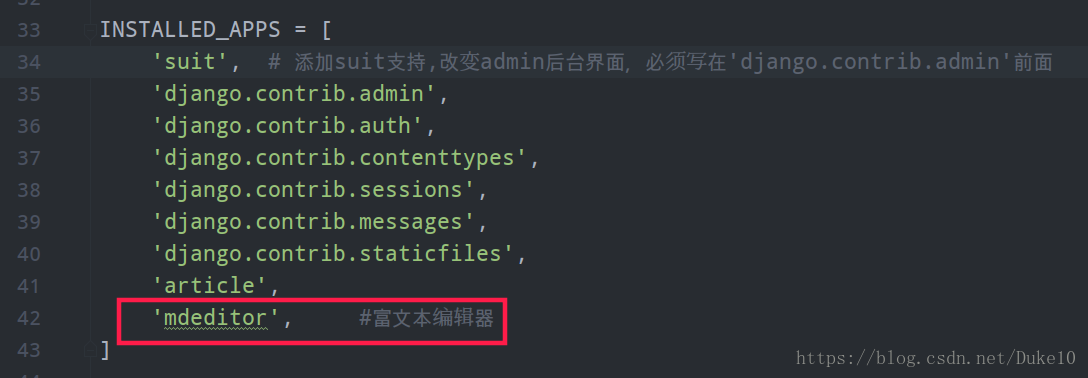 33 INSTALLED_APPS = [
34 'suit', # 添加suit支持,改变admin后台界面, 必须写在'django.contrib.admin'前面
35 'django.contrib.admin',
36 'django.contrib.auth',
37 'django.contrib.contenttypes',
38 'django.contrib.sessions',
39 'django.contrib.messages',
40 'django.contrib.staticfiles',
41 'article',
42 'mdeditor', #富文本编辑器
43 ]
https://blog.csdn.net/Duke10